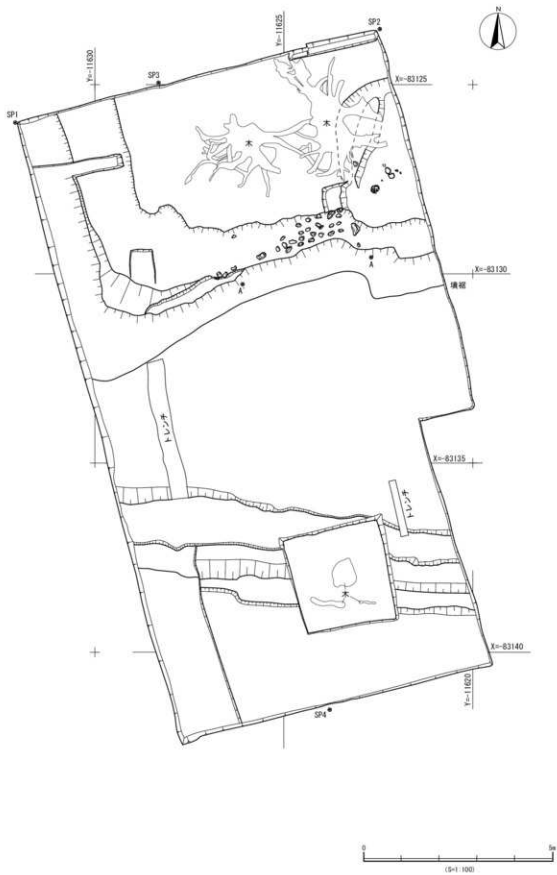 N
SP2
Y=-11625
Y=-11630
SP3
X=-83125
SP1
木
木
A
X=-83130
墳裾
A
トレンチ
X=-83135
トレンチ
木
X=-83140
Y=-11620
SP4
0
5m
(S=1:100)